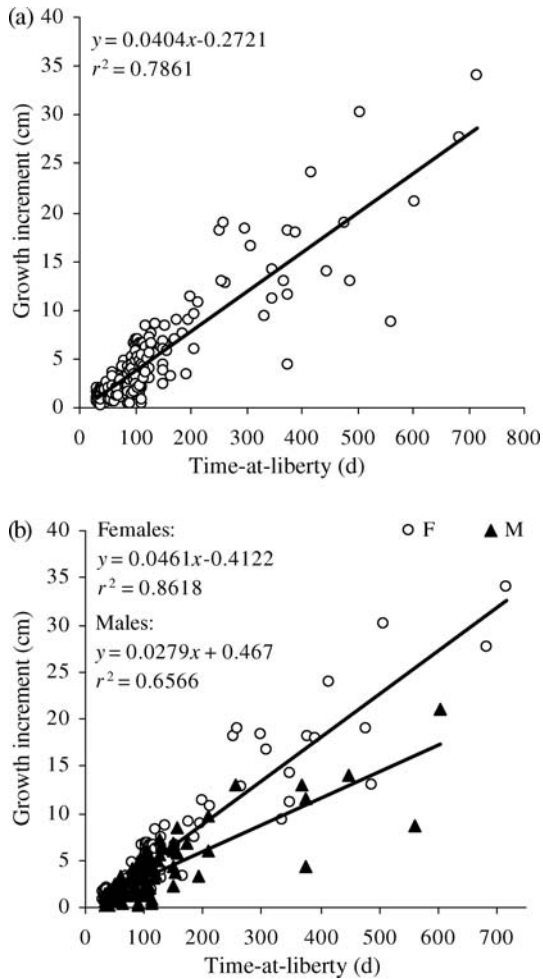 (a)
y = 0.0404x-0.2721
r² = 0.7861
40
35
30
25
20
15
10
5
0
Growth increment (cm)
0 100 200 300 400 500 600 700 800
Time-at-liberty (d)
(b)
Females:
y = 0.0461x-0.4122
r² = 0.8618
Males:
y = 0.0279x + 0.467
r² = 0.6566
F M
40
35
30
25
20
15
10
5
0
Growth increment (cm)
0 100 200 300 400 500 600 700
Time-at-liberty (d)